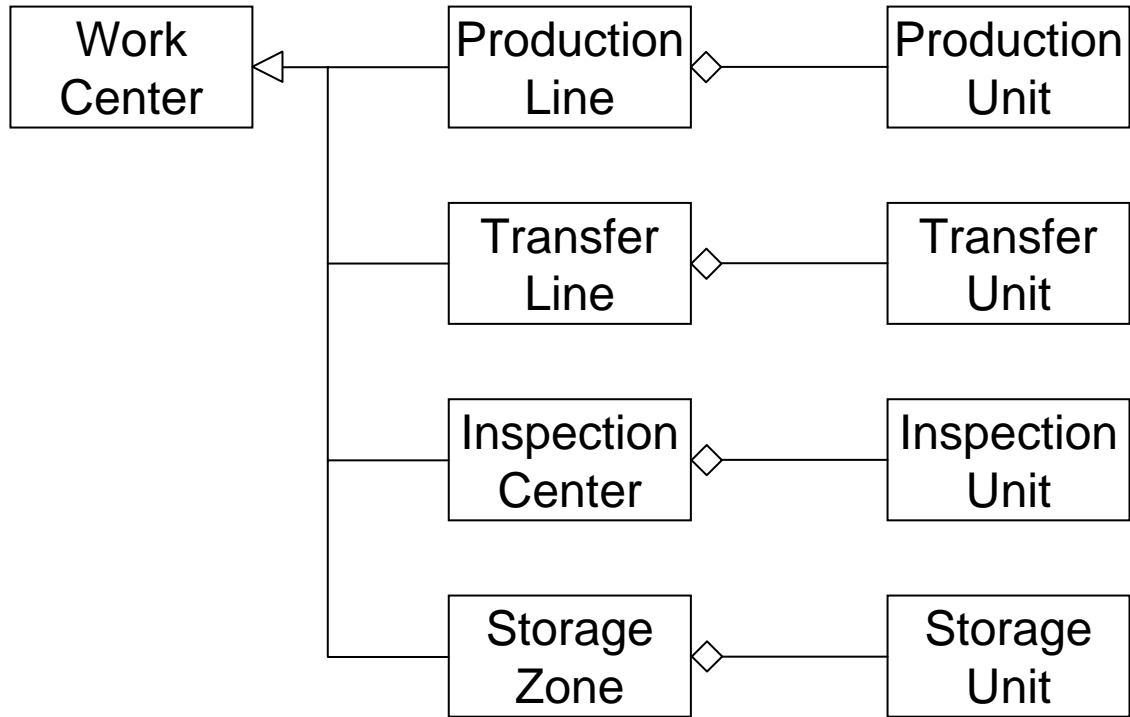 Work
Center
Production
Line
Production
Unit
Transfer
Line
Transfer
Unit
Inspection
Center
Inspection
Unit
Storage
Zone
Storage
Unit